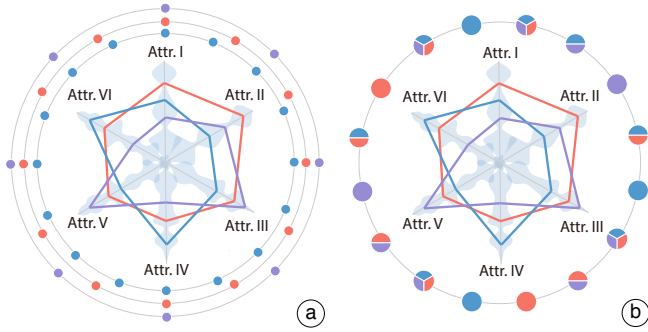 Attr. I
Attr. VI
Attr. II
Attr. V
Attr. III
Attr. IV
a
Attr. I
Attr. VI
Attr. II
Attr. V
Attr. III
Attr. IV
b